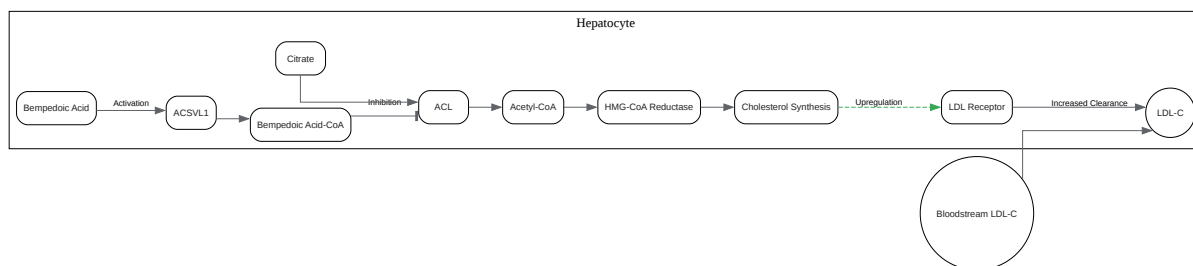 Hepatocyte
Citrate
Bempedoic Acid
Activation
ACSVL1
Bempedoic Acid-CoA
Inhibition
ACL
Acetyl-CoA
HMG-CoA Reductase
Cholesterol Synthesis
Upregulation
LDL Receptor
Increased Clearance
LDL-C
Bloodstream LDL-C